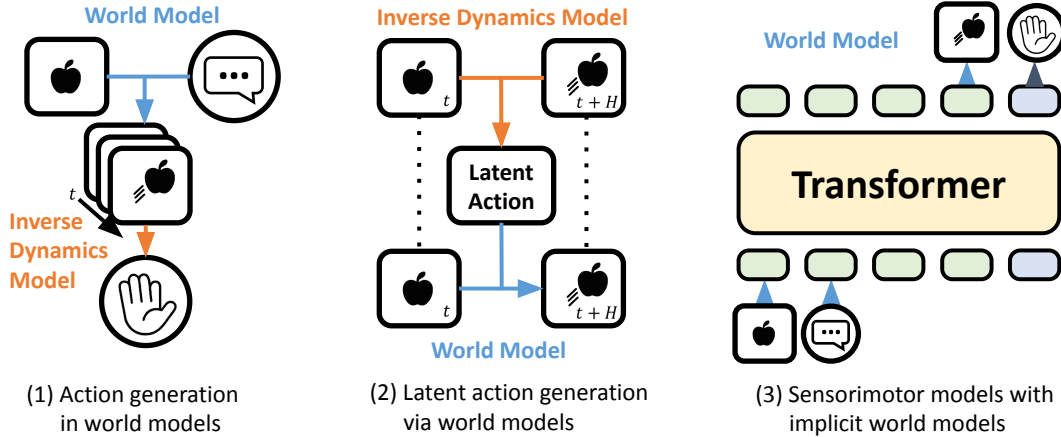 World Model
t
Inverse
Dynamics
Model
(1) Action generation
in world models
Inverse Dynamics Model
t
t + H
Latent
Action
t
t + H
World Model
(2) Latent action generation
via world models
World Model
Transformer
(3) Sensorimotor models with
implicit world models